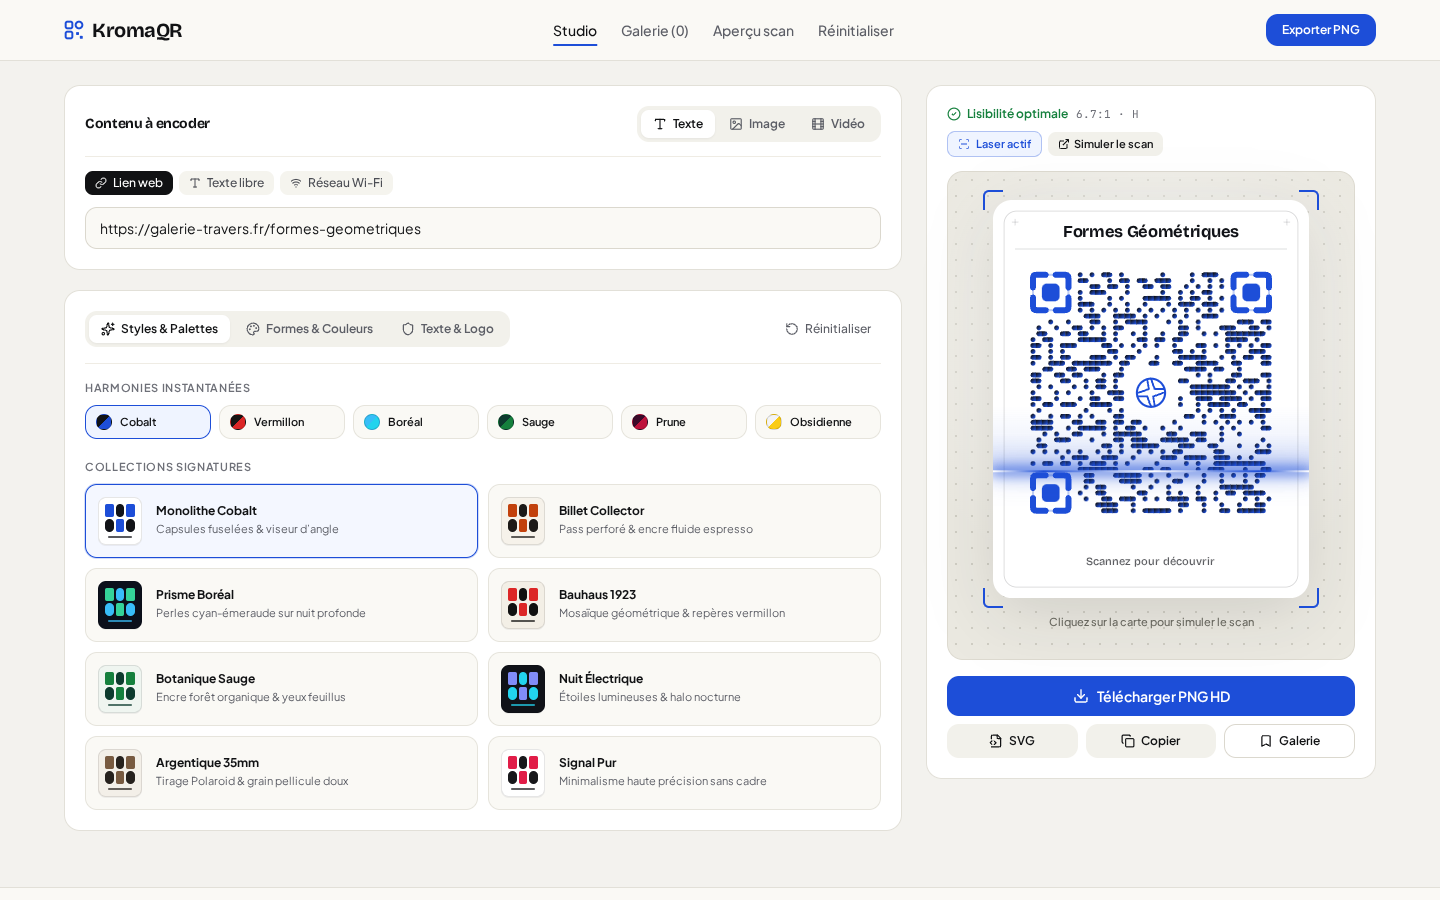 KromaQR
Studio
Galerie (0)
Aperçu scan
Réinitialiser
Exporter PNG
Contenu à encoder
Texte
Image
Vidéo
Lien web
Texte libre
Réseau Wi-Fi
https://galerie-travers.fr/formes-geometriques
Styles & Palettes
Formes & Couleurs
Texte & Logo
Réinitialiser
HARMONIES INSTANTANÉES
Cobalt
Vermillon
Boréal
Sauge
Prune
Obsidienne
COLLECTIONS SIGNATURES
Monolithe Cobalt
Capsules fuselées & viseur d'angle
Billet Collector
Pass perforé & encre fluide espresso
Prisme Boréal
Perles cyan-émeraude sur nuit profonde
Bauhaus 1923
Mosaïque géométrique & repères vermillon
Botanique Sauge
Encre forêt organique & yeux feuillus
Nuit Électrique
Étoiles lumineuses & halo nocturne
Argentique 35mm
Tirage Polaroid & grain pellicule doux
Signal Pur
Minimalisme haute précision sans cadre
Lisibilité optimale 6.7:1 · H
Laser actif
Simuler le scan
Formes Géométriques
Scannez pour découvrir
Cliquez sur la carte pour simuler le scan
Télécharger PNG HD
SVG
Copier
Galerie